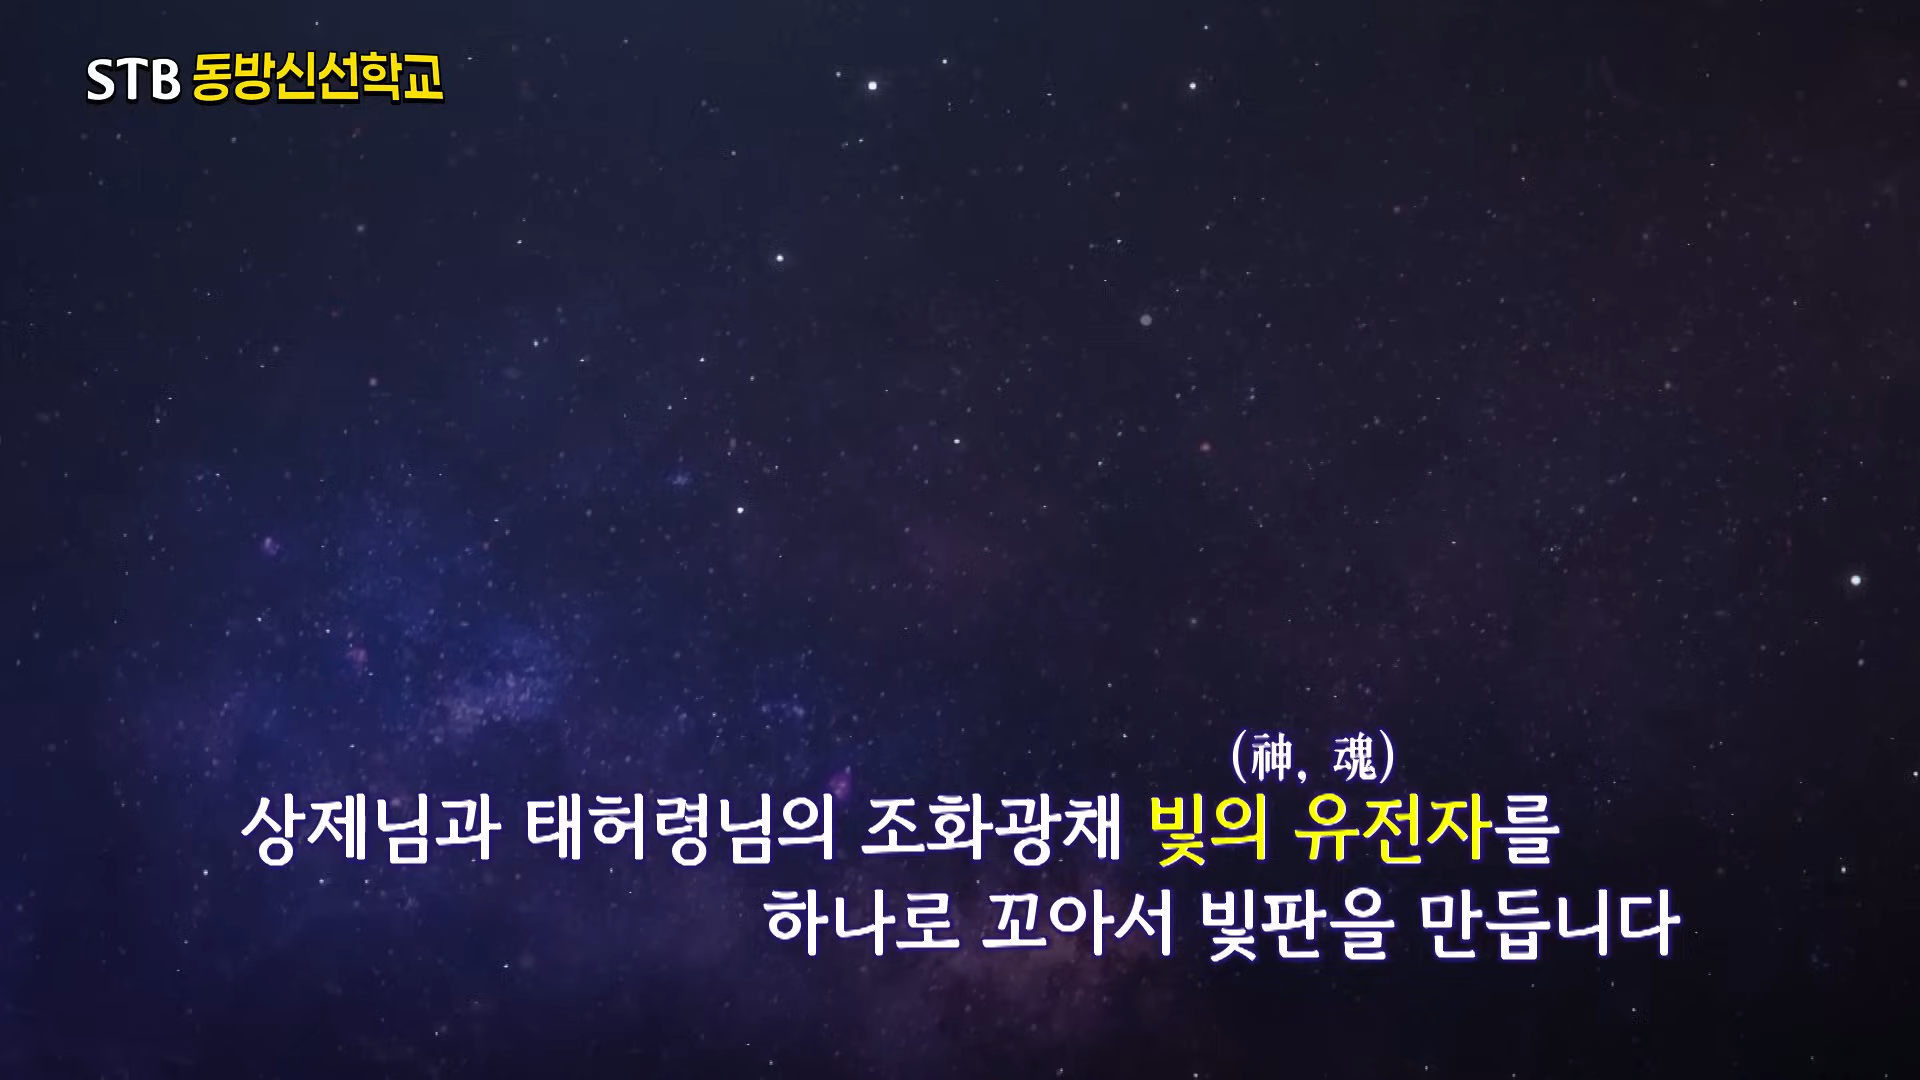 STB 동방신선학교
(神, 魂)
상제님과 태허령님의 조화광채 빛의 유전자를
하나로 꼬아서 빛판을 만듭니다